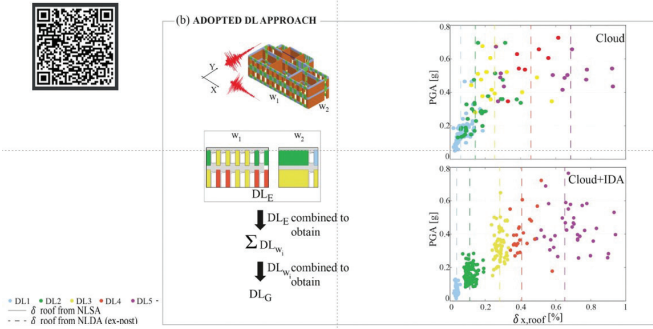 (b) ADOPTED DL APPROACH
Y
X
w1
w2
w1
w2
DLE
DLE combined to
obtain
Σ DLwi
DLwi combined to
obtain
DLG
DL1 DL2 DL3 DL4 DL5 -
δ roof from NLSA
δ roof from NLDA (ex-post)
Cloud
PGA [g]
0.8
0.6
0.4
0.2
0
Cloud+IDA
PGA [g]
0.8
0.6
0.4
0.2
0
0 0.2 0.4 0.6 0.8 1
δx,roof [%]